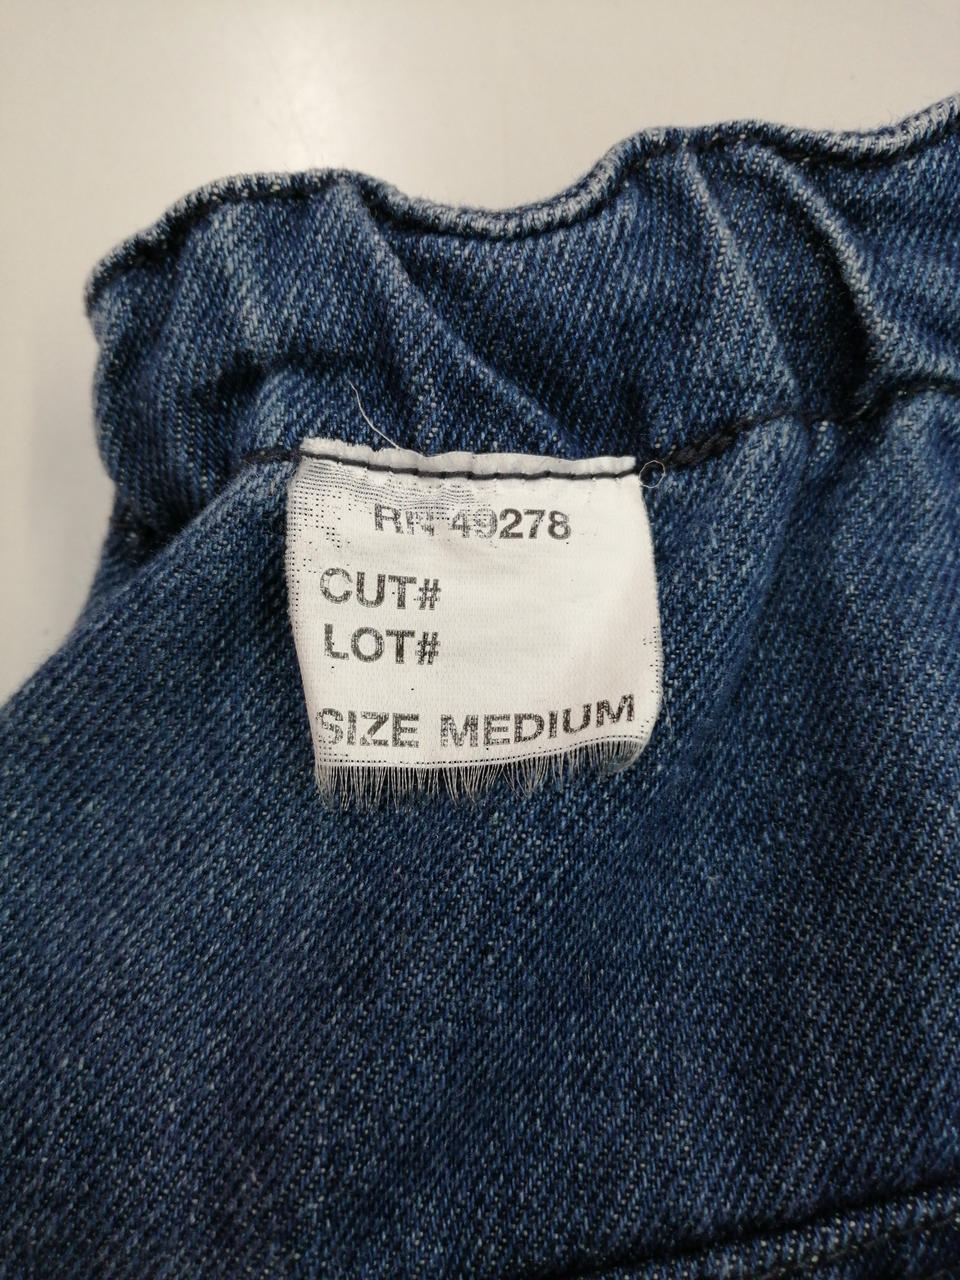 RN 49278
CUT#
LOT#
SIZE MEDIUM